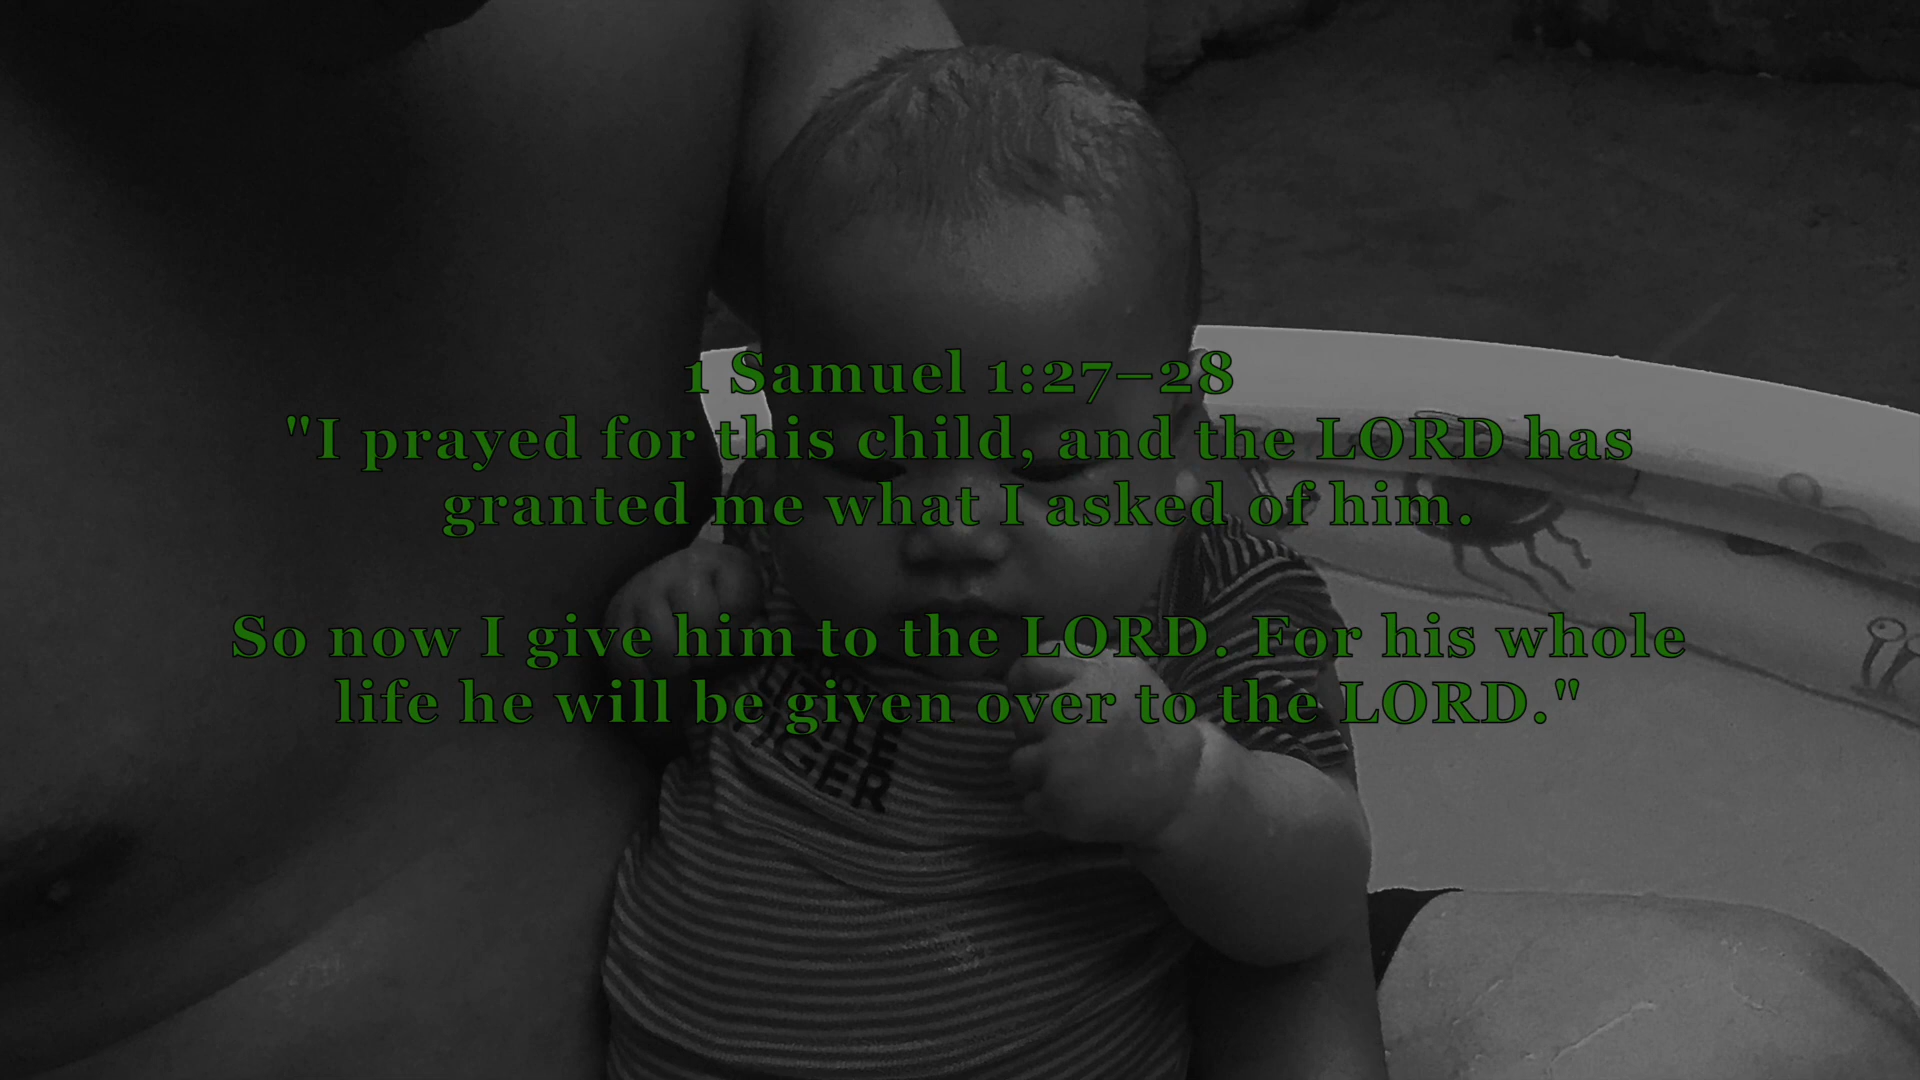 1 Samuel 1:27–28
"I prayed for this child, and the LORD has
granted me what I asked of him.
So now I give him to the LORD. For his whole
life he will be given over to the LORD."